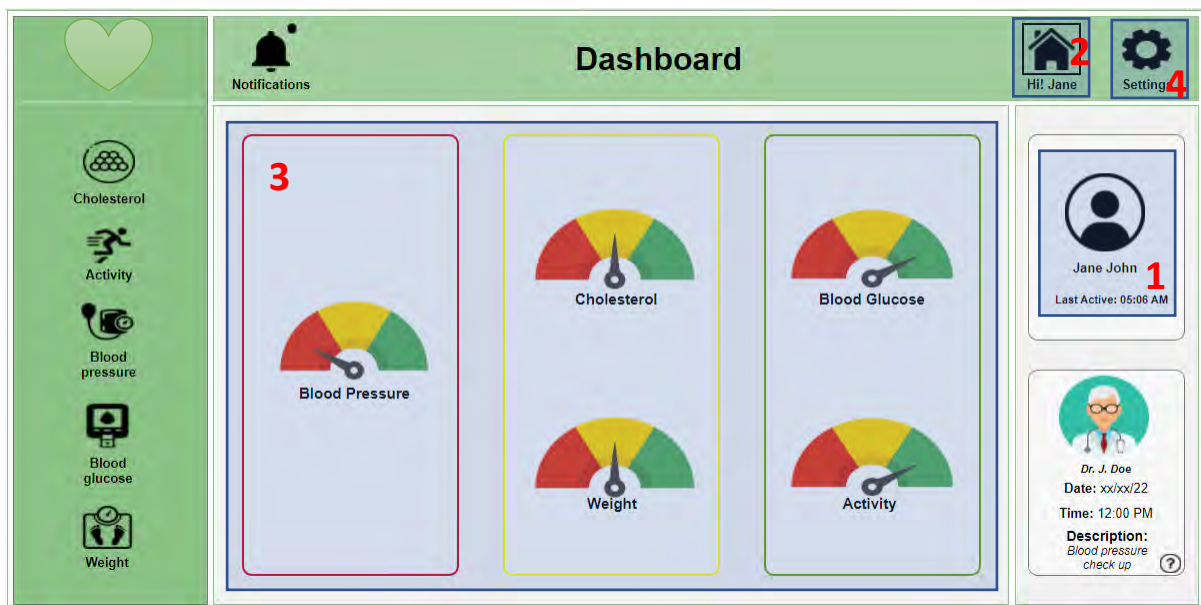 Notifications
Dashboard
2
Hi! Jane
Settings
4
Cholesterol
Activity
Blood
pressure
Blood
glucose
Weight
3
Blood Pressure
Cholesterol
Weight
Blood Glucose
Activity
Jane John
1
Last Active: 05:06 AM
Dr. J. Doe
Date: xx/xx/22
Time: 12:00 PM
Description:
Blood pressure
check up
?